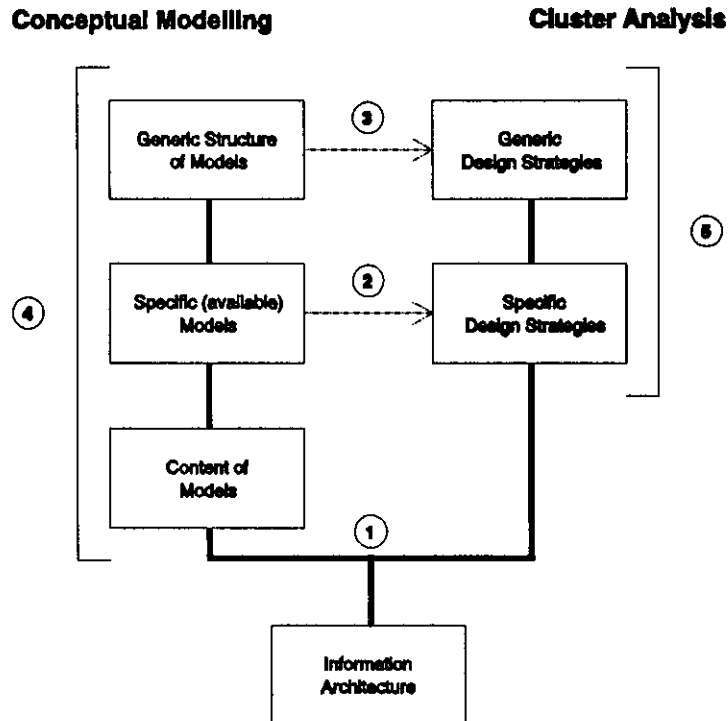 Conceptual Modelling
Cluster Analysis
3
Generic Structure
of Models
Generic
Design Strategies
5
2
4
Specific (available)
Models
Specific
Design Strategies
Content of
Models
1
Information
Architecture